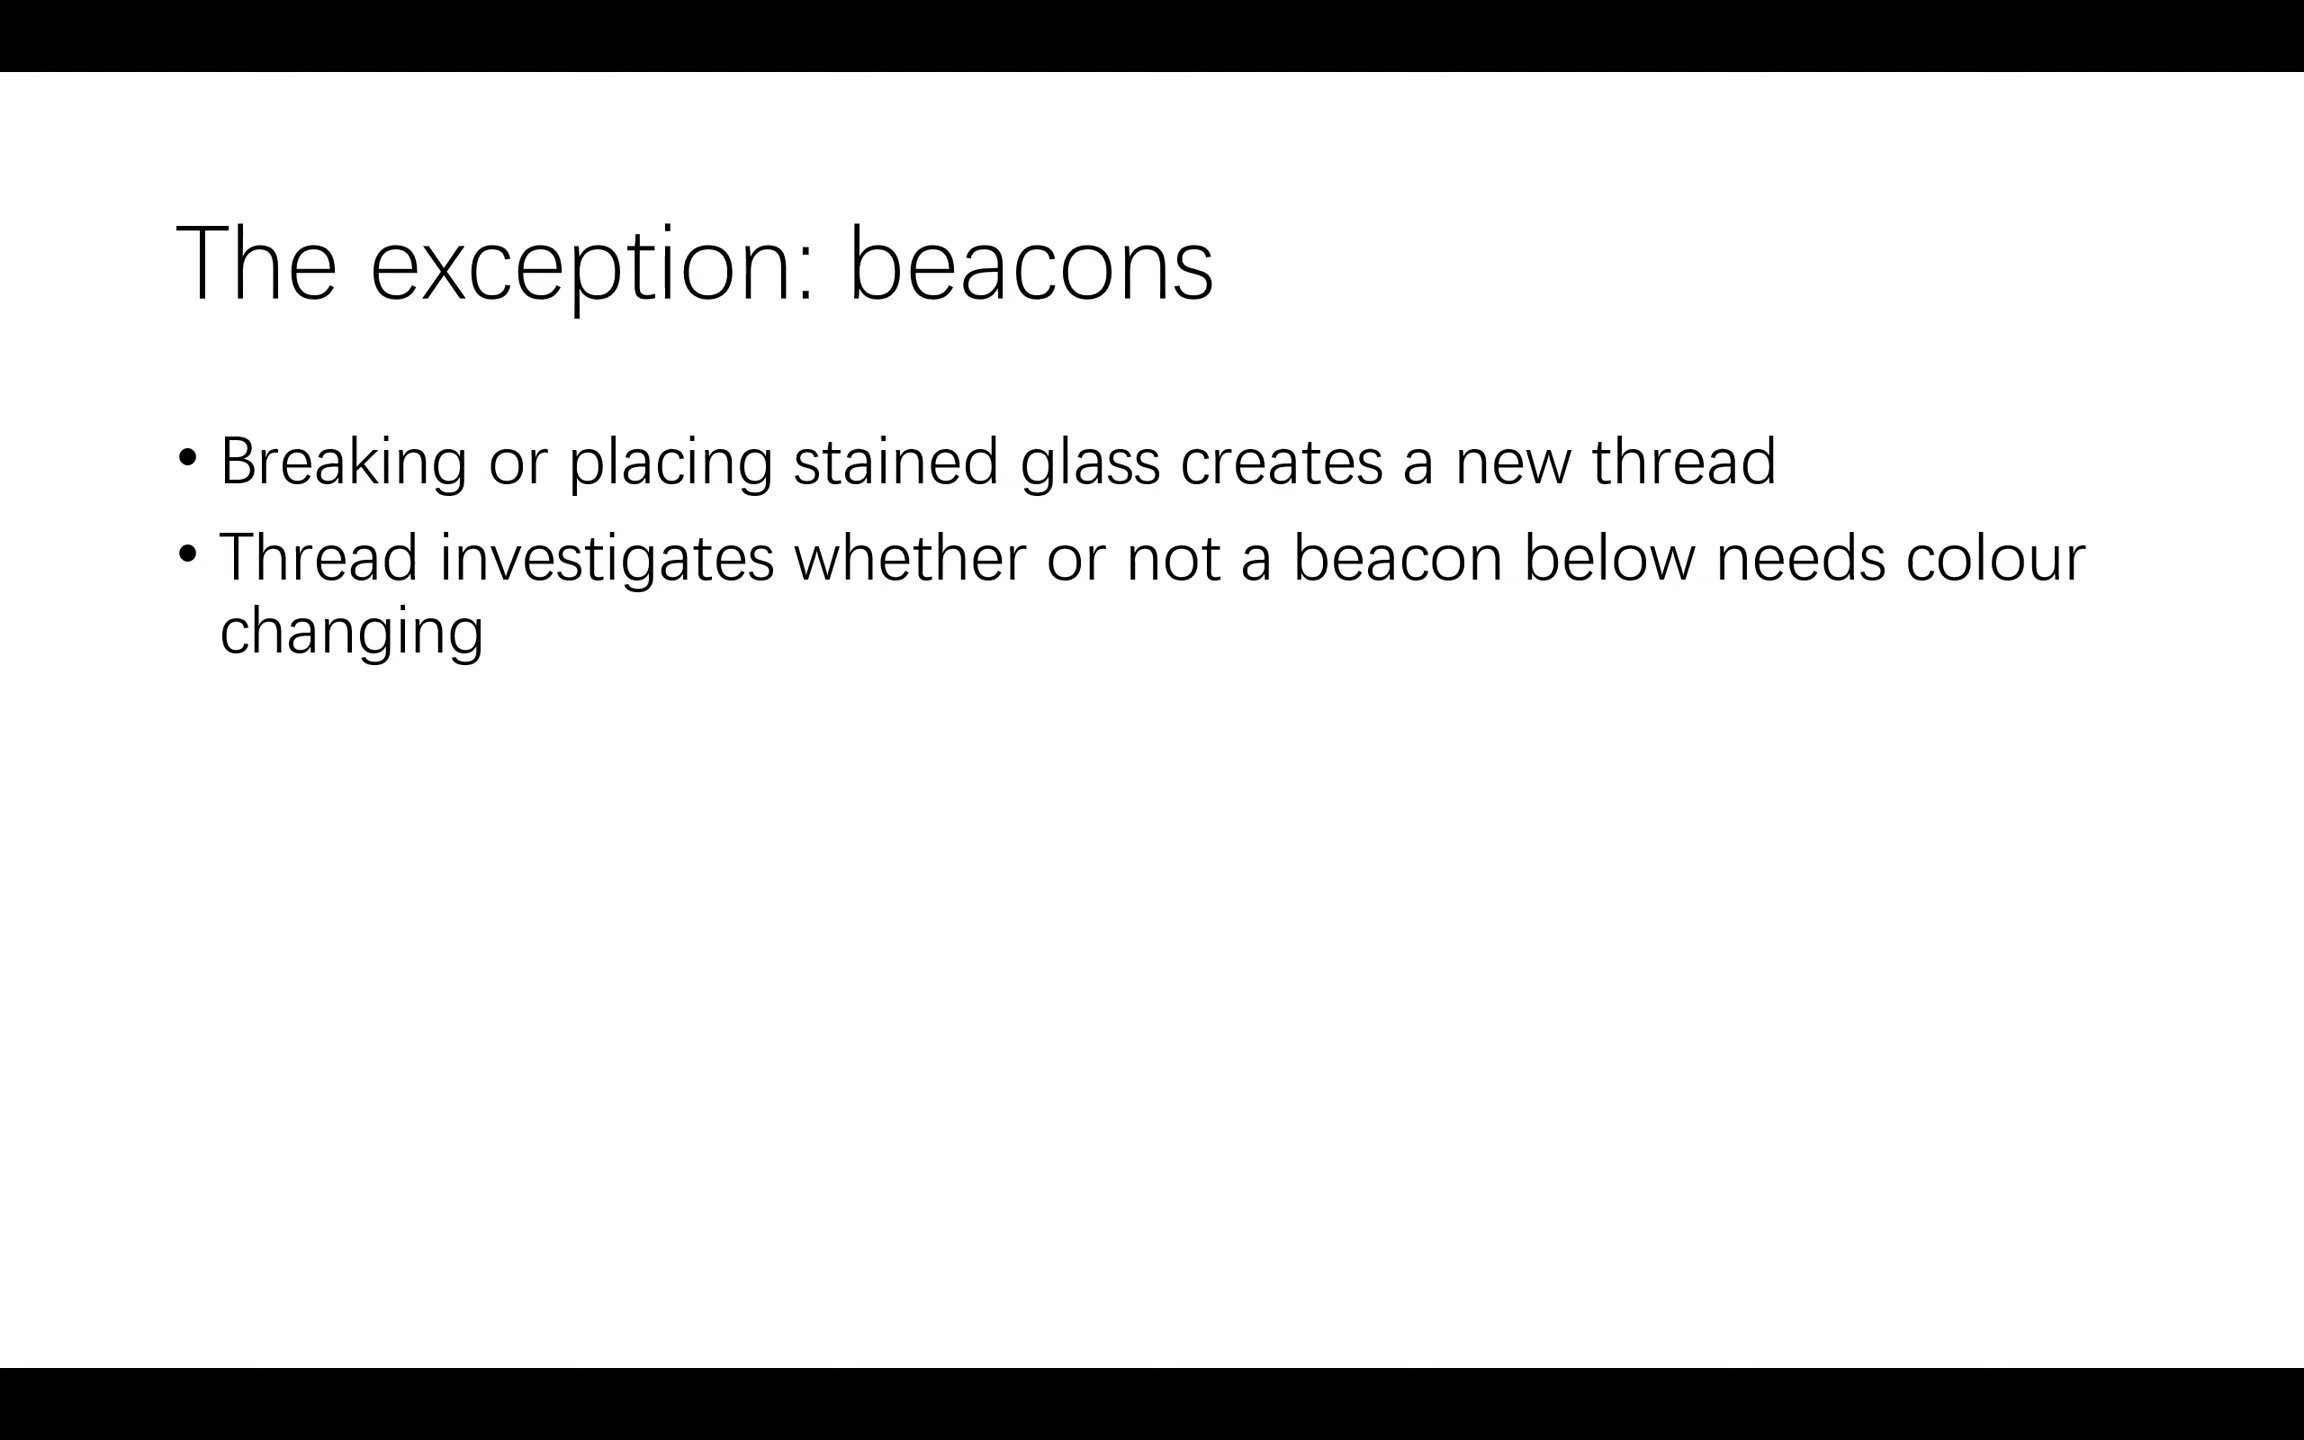 The exception: beacons
• Breaking or placing stained glass creates a new thread
• Thread investigates whether or not a beacon below needs colour
changing